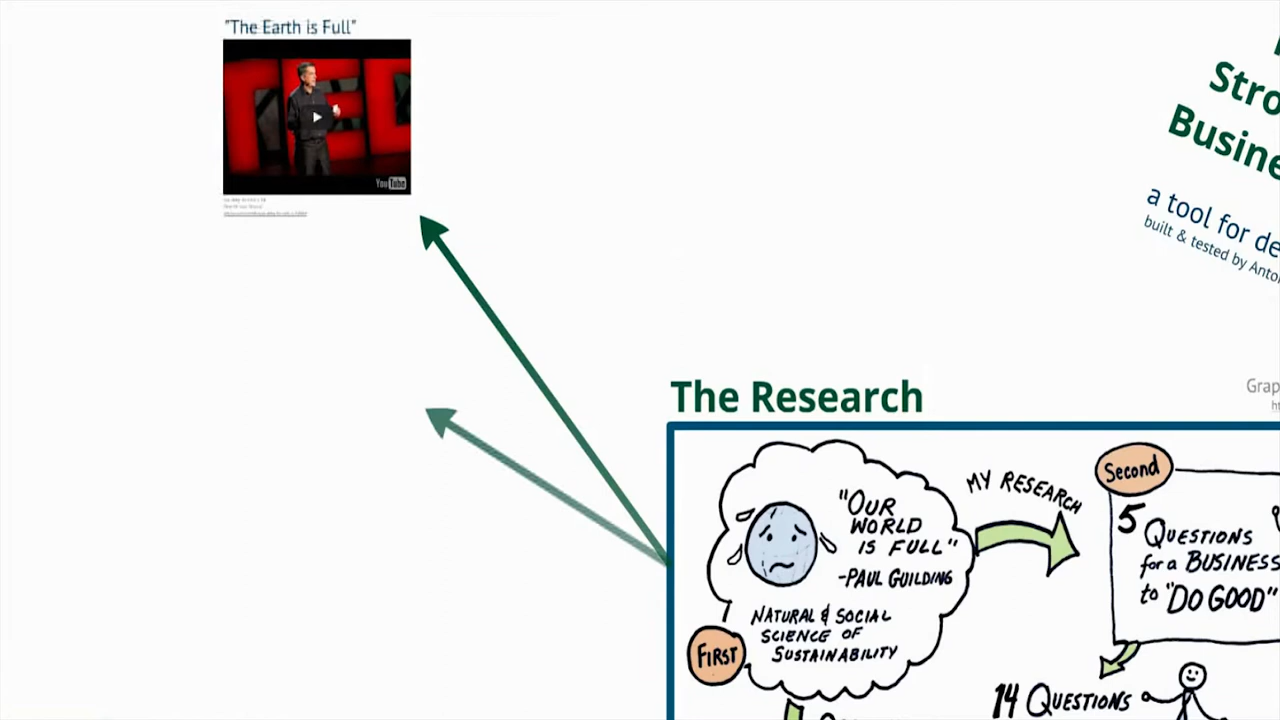 "The Earth is Full"
TED
YouTube
Stro
Busine
a tool for de
built & tested by Anto
The Research
Grap
"OUR
WORLD
IS FULL"
-PAUL GUILDING
NATURAL & SOCIAL
SCIENCE OF
SUSTAINABILITY
FIRST
MY RESEARCH
Second
5 QUESTIONS
for a BUSINESS
to "DO GOOD"
14 QUESTIONS